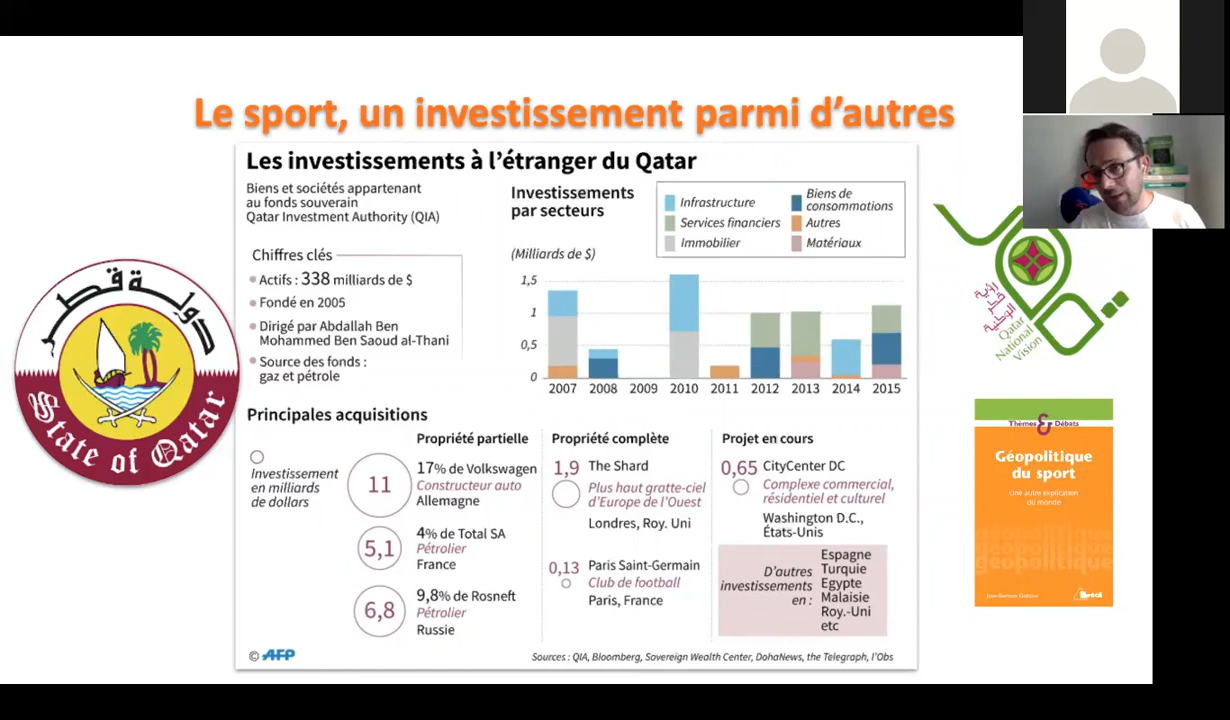 Le sport, un investissement parmi d'autres
Les investissements à l'étranger du Qatar
Biens et sociétés appartenant
au fonds souverain
Qatar Investment Authority (QIA)
Chiffres clés
Actifs : 338 milliards de $
Fondé en 2005
Dirigé par Abdallah Ben
Mohammed Ben Saoud al-Thani
Source des fonds :
gaz et pétrole
Investissements
par secteurs
(Milliards de $)
Infrastructure
Services financiers
Immobilier
Biens de
consommations
Autres
Matériaux
1,5
1
0,5
0
2007 2008 2009 2010 2011 2012 2013 2014 2015
Principales acquisitions
Investissement
en milliards
de dollars
Propriété partielle
11
17% de Volkswagen
Constructeur auto
Allemagne
5,1
4% de Total SA
Pétrolier
France
6,8
9,8% de Rosneft
Pétrolier
Russie
Propriété complète
1,9 The Shard
Plus haut gratte-ciel
d'Europe de l'Ouest
Londres, Roy. Uni
0,13 Paris Saint-Germain
Club de football
Paris, France
Projet en cours
0,65 CityCenter DC
Complexe commercial,
résidentiel et culturel
Washington D.C.,
États-Unis
D'autres
investissements
en :
Espagne
Turquie
Egypte
Malaisie
Roy.-Uni
etc
© AFP
Sources : QIA, Bloomberg, Sovereign Wealth Center, DohaNews, the Telegraph, l'Obs
دولة قطر
State of Qatar
رؤية قطر
الوطنية
Qatar
National
Vision
Thèmes & Débats
Géopolitique
du sport
Une autre explication
du monde
géopolitique
Bréal